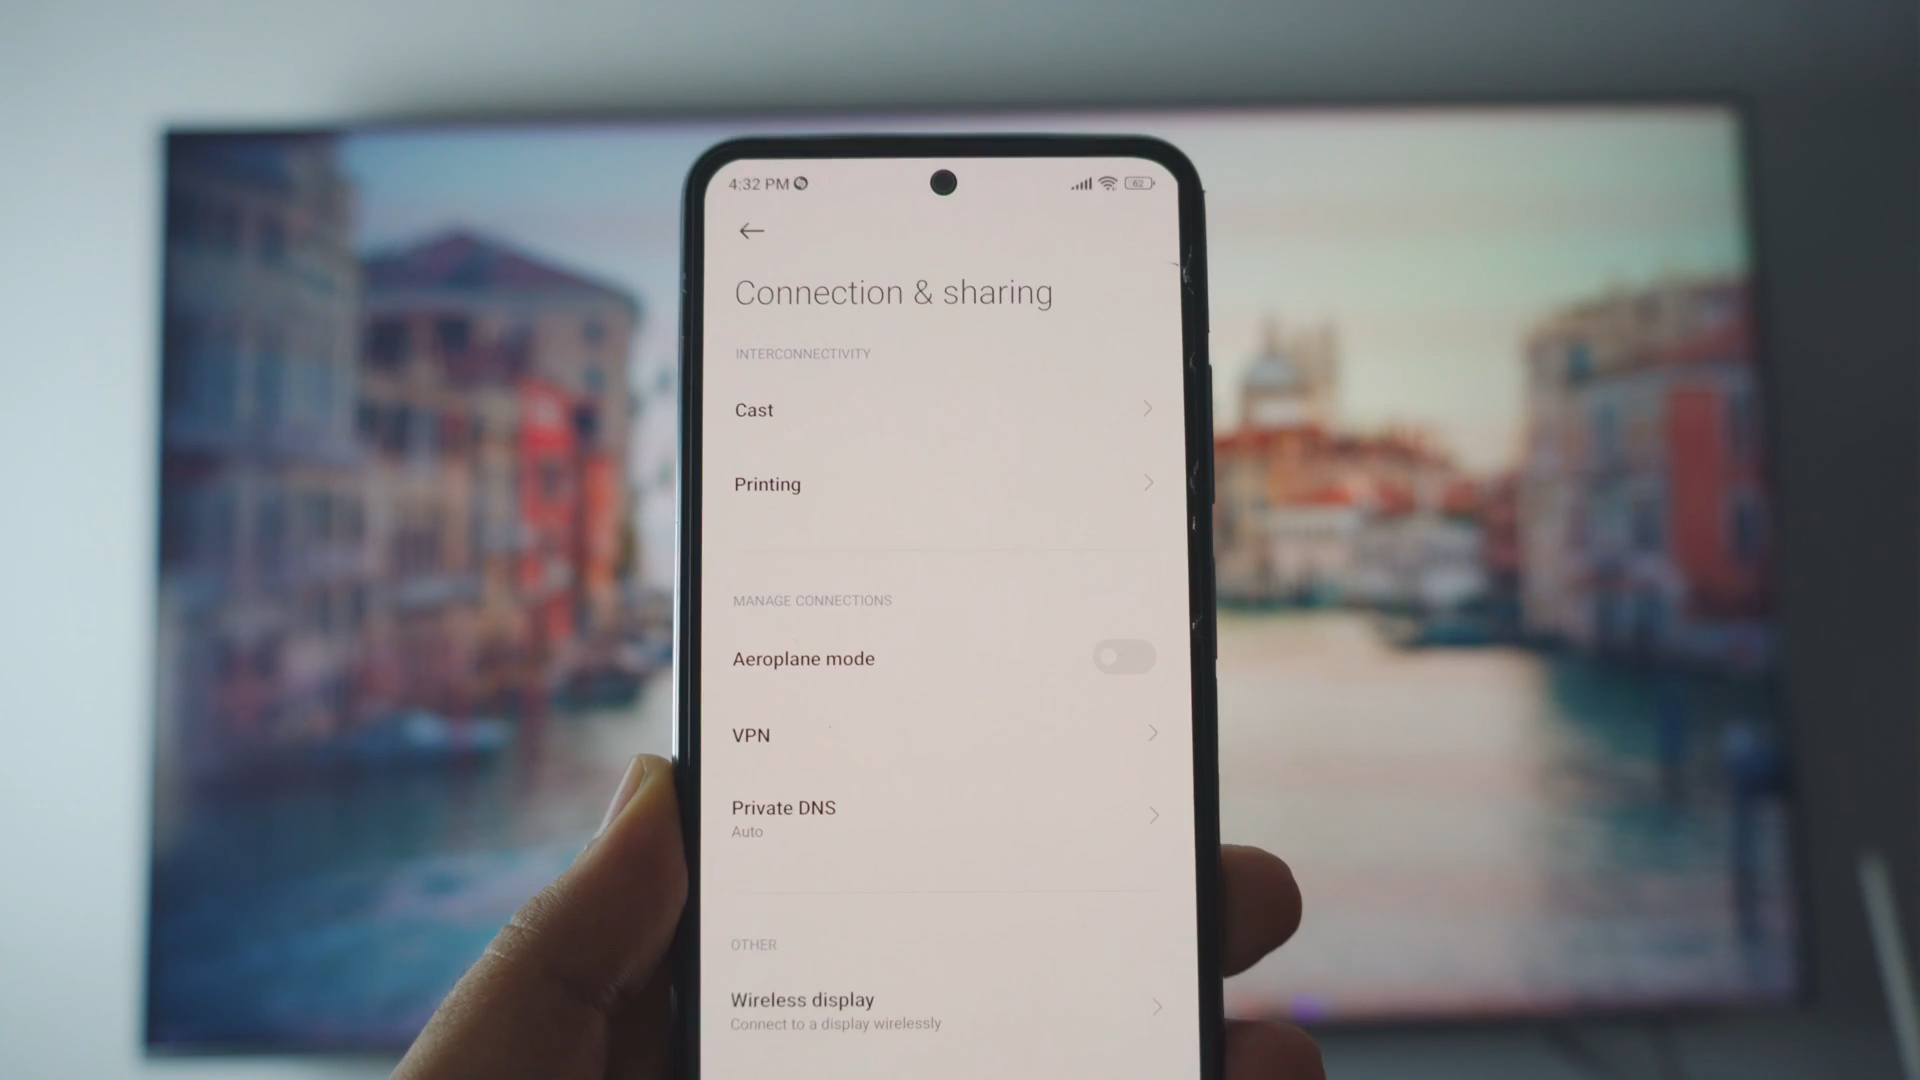 4:32 PM
62
Connection & sharing
INTERCONNECTIVITY
Cast
Printing
MANAGE CONNECTIONS
Aeroplane mode
VPN
Private DNS
Auto
OTHER
Wireless display
Connect to a display wirelessly